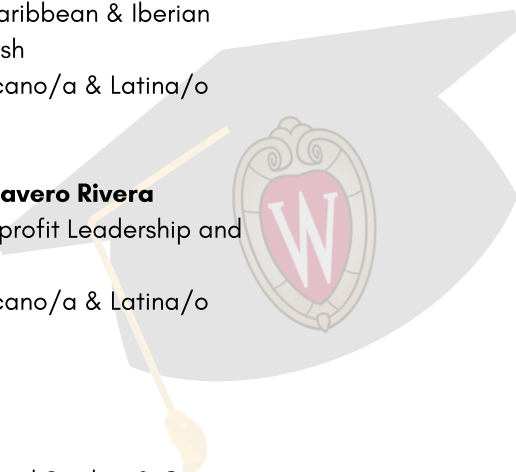 aribbean & Iberian
sh
cano/a & Latina/o
avero Rivera
profit Leadership and
cano/a & Latina/o
W